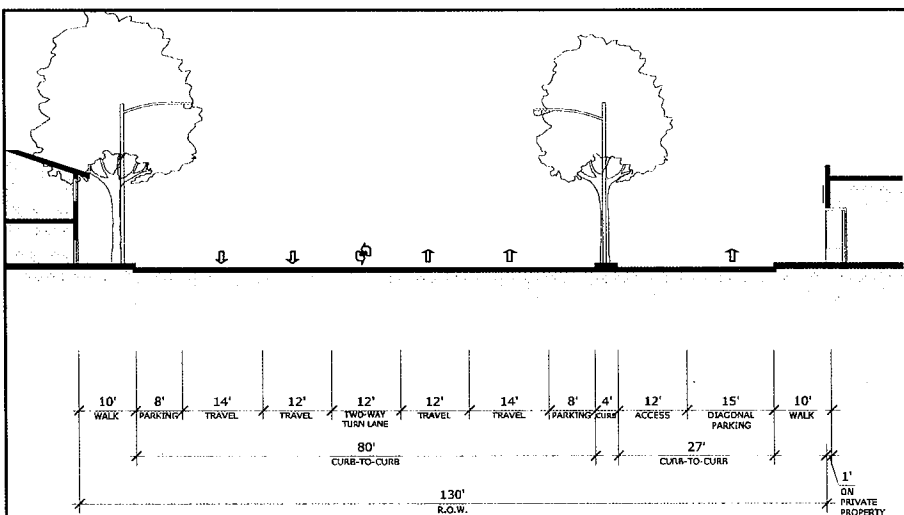 10' 8' 14' 12' 12' 12' 14' 8' 4' 12' 15' 10'
WALK PARKING TRAVEL TRAVEL TWO-WAY TRAVEL TRAVEL PARKING CURB ACCESS DIAGONAL WALK
TURN LANE PARKING
80' 27'
CURB-TO-CURB CURB-TO-CURB
1'
ON
PRIVATE
PROPERTY
130'
R.O.W.